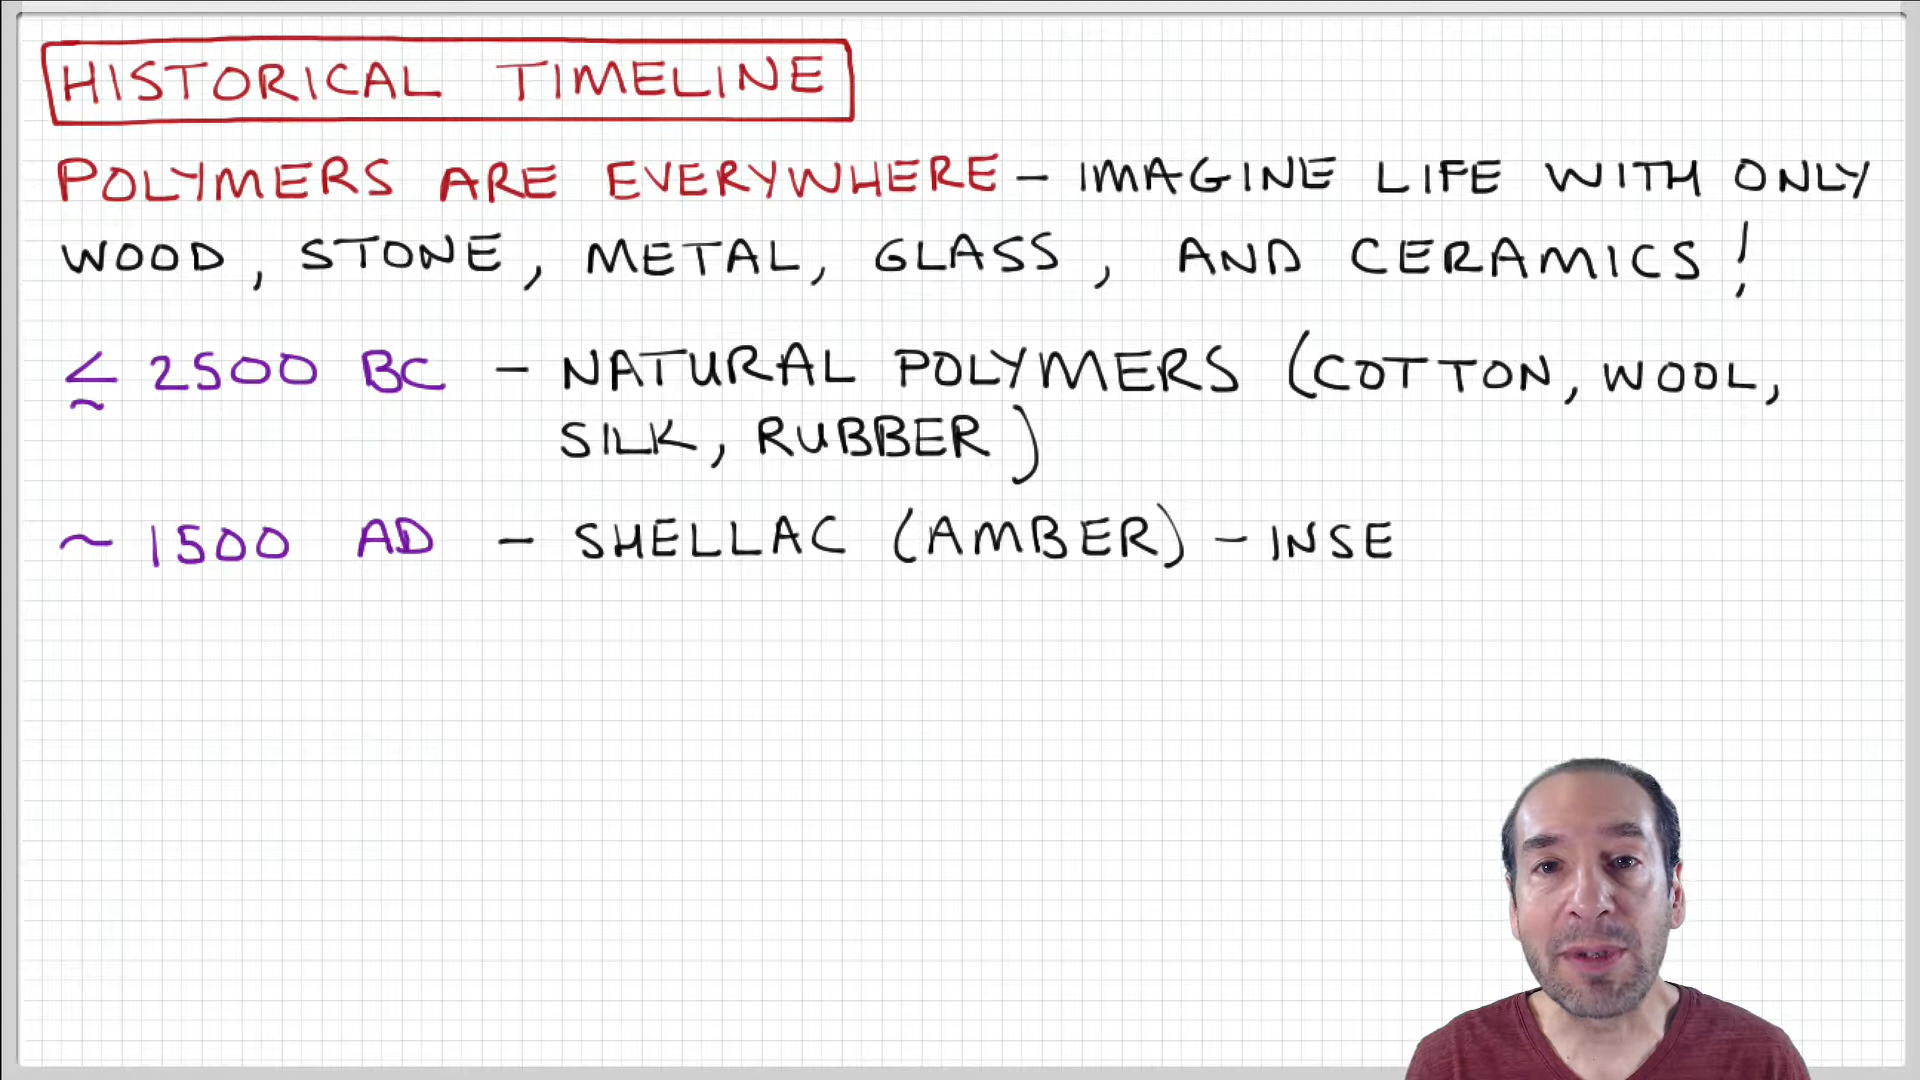 HISTORICAL TIMELINE
POLYMERS ARE EVERYWHERE - IMAGINE LIFE WITH ONLY
WOOD, STONE, METAL, GLASS, AND CERAMICS!
≲ 2500 BC - NATURAL POLYMERS (COTTON, WOOL,
SILK, RUBBER)
~ 1500 AD - SHELLAC (AMBER) - INSE